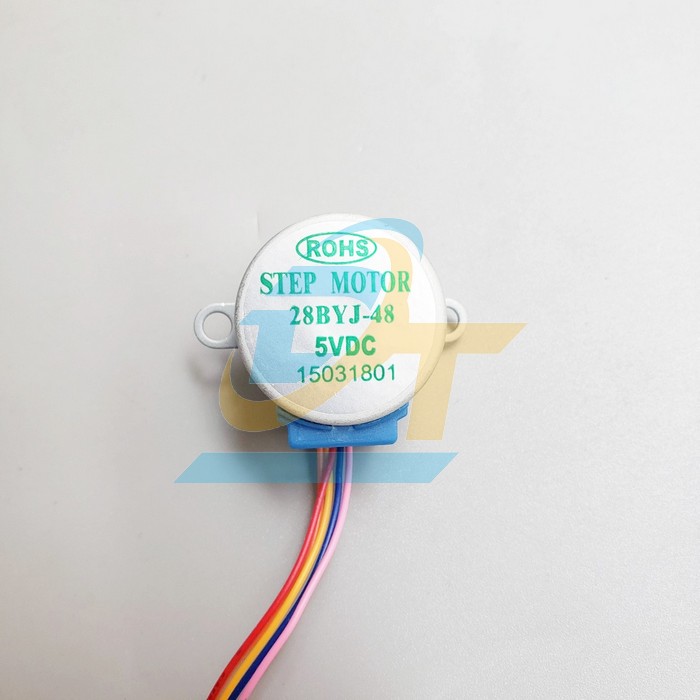 ROHS
STEP MOTOR
28BYJ-48
5VDC
15031801